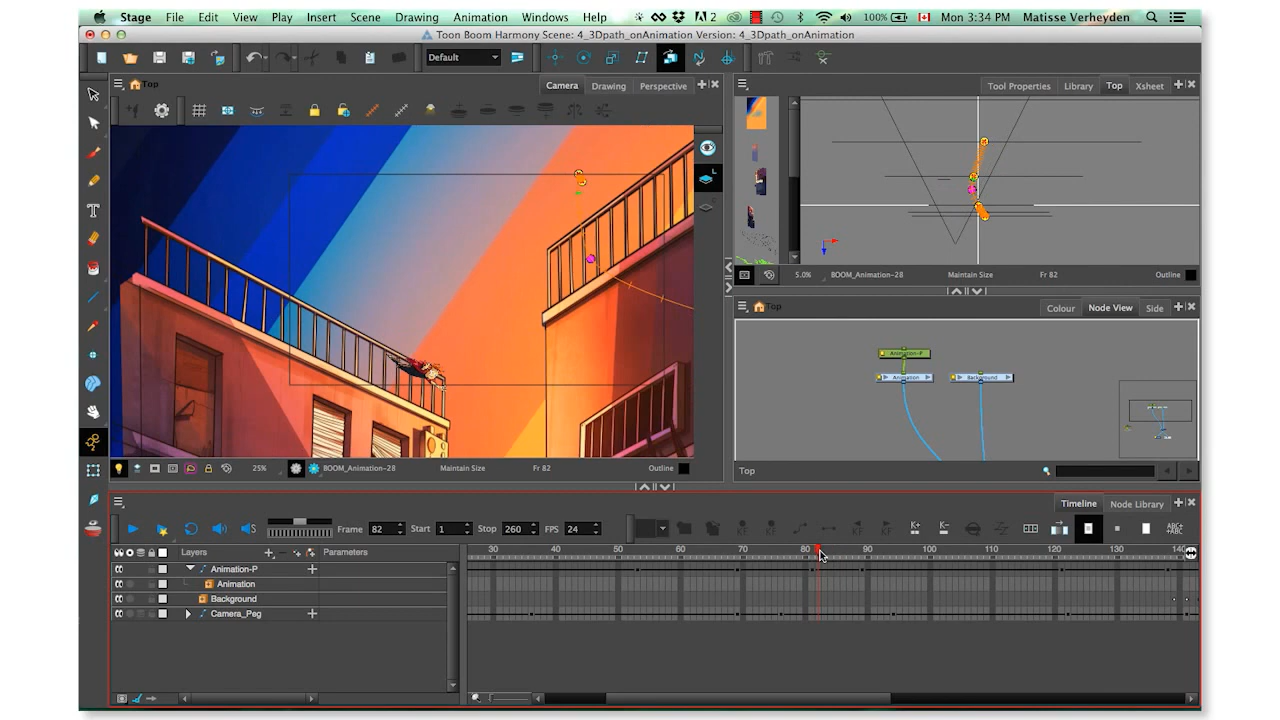 Stage File Edit View Play Insert Scene Drawing Animation Windows Help 2 100% Mon 3:34 PM Matisse Verheyden
Toon Boom Harmony Scene: 4_3Dpath_onAnimation Version: 4_3Dpath_onAnimation
Default
Top Camera Drawing Perspective
Tool Properties Library Top Xsheet
5.0% BOOM_Animation-28 Maintain Size Fr 82 Outline
Top Colour Node View Side
Animation-P
Animation Background
25% BOOM_Animation-28 Maintain Size Fr 82 Outline
Top
Timeline Node Library
Frame 82 Start 1 Stop 260 FPS 24
K+ K- ABC+ ABC
Layers Parameters 30 40 50 60 70 80 90 100 110 120 130 140
Animation-P
Animation
Background
Camera_Peg